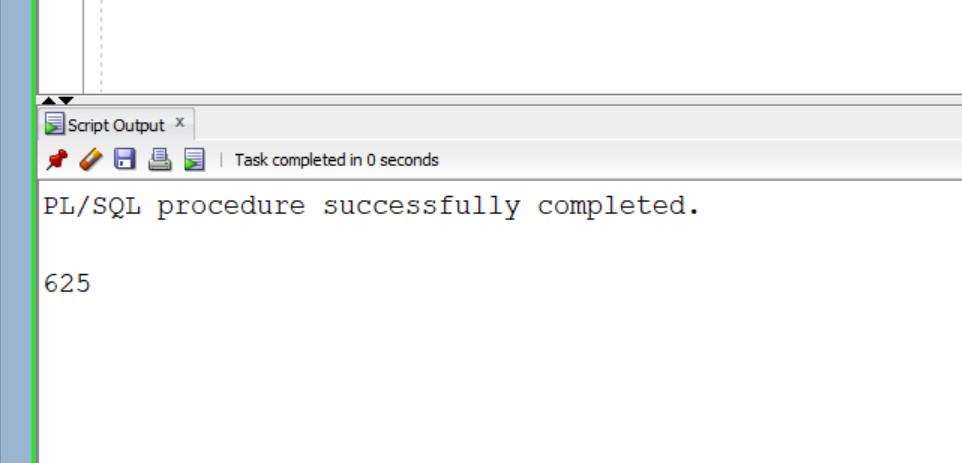 Script Output x
Task completed in 0 seconds
PL/SQL procedure successfully completed.
625